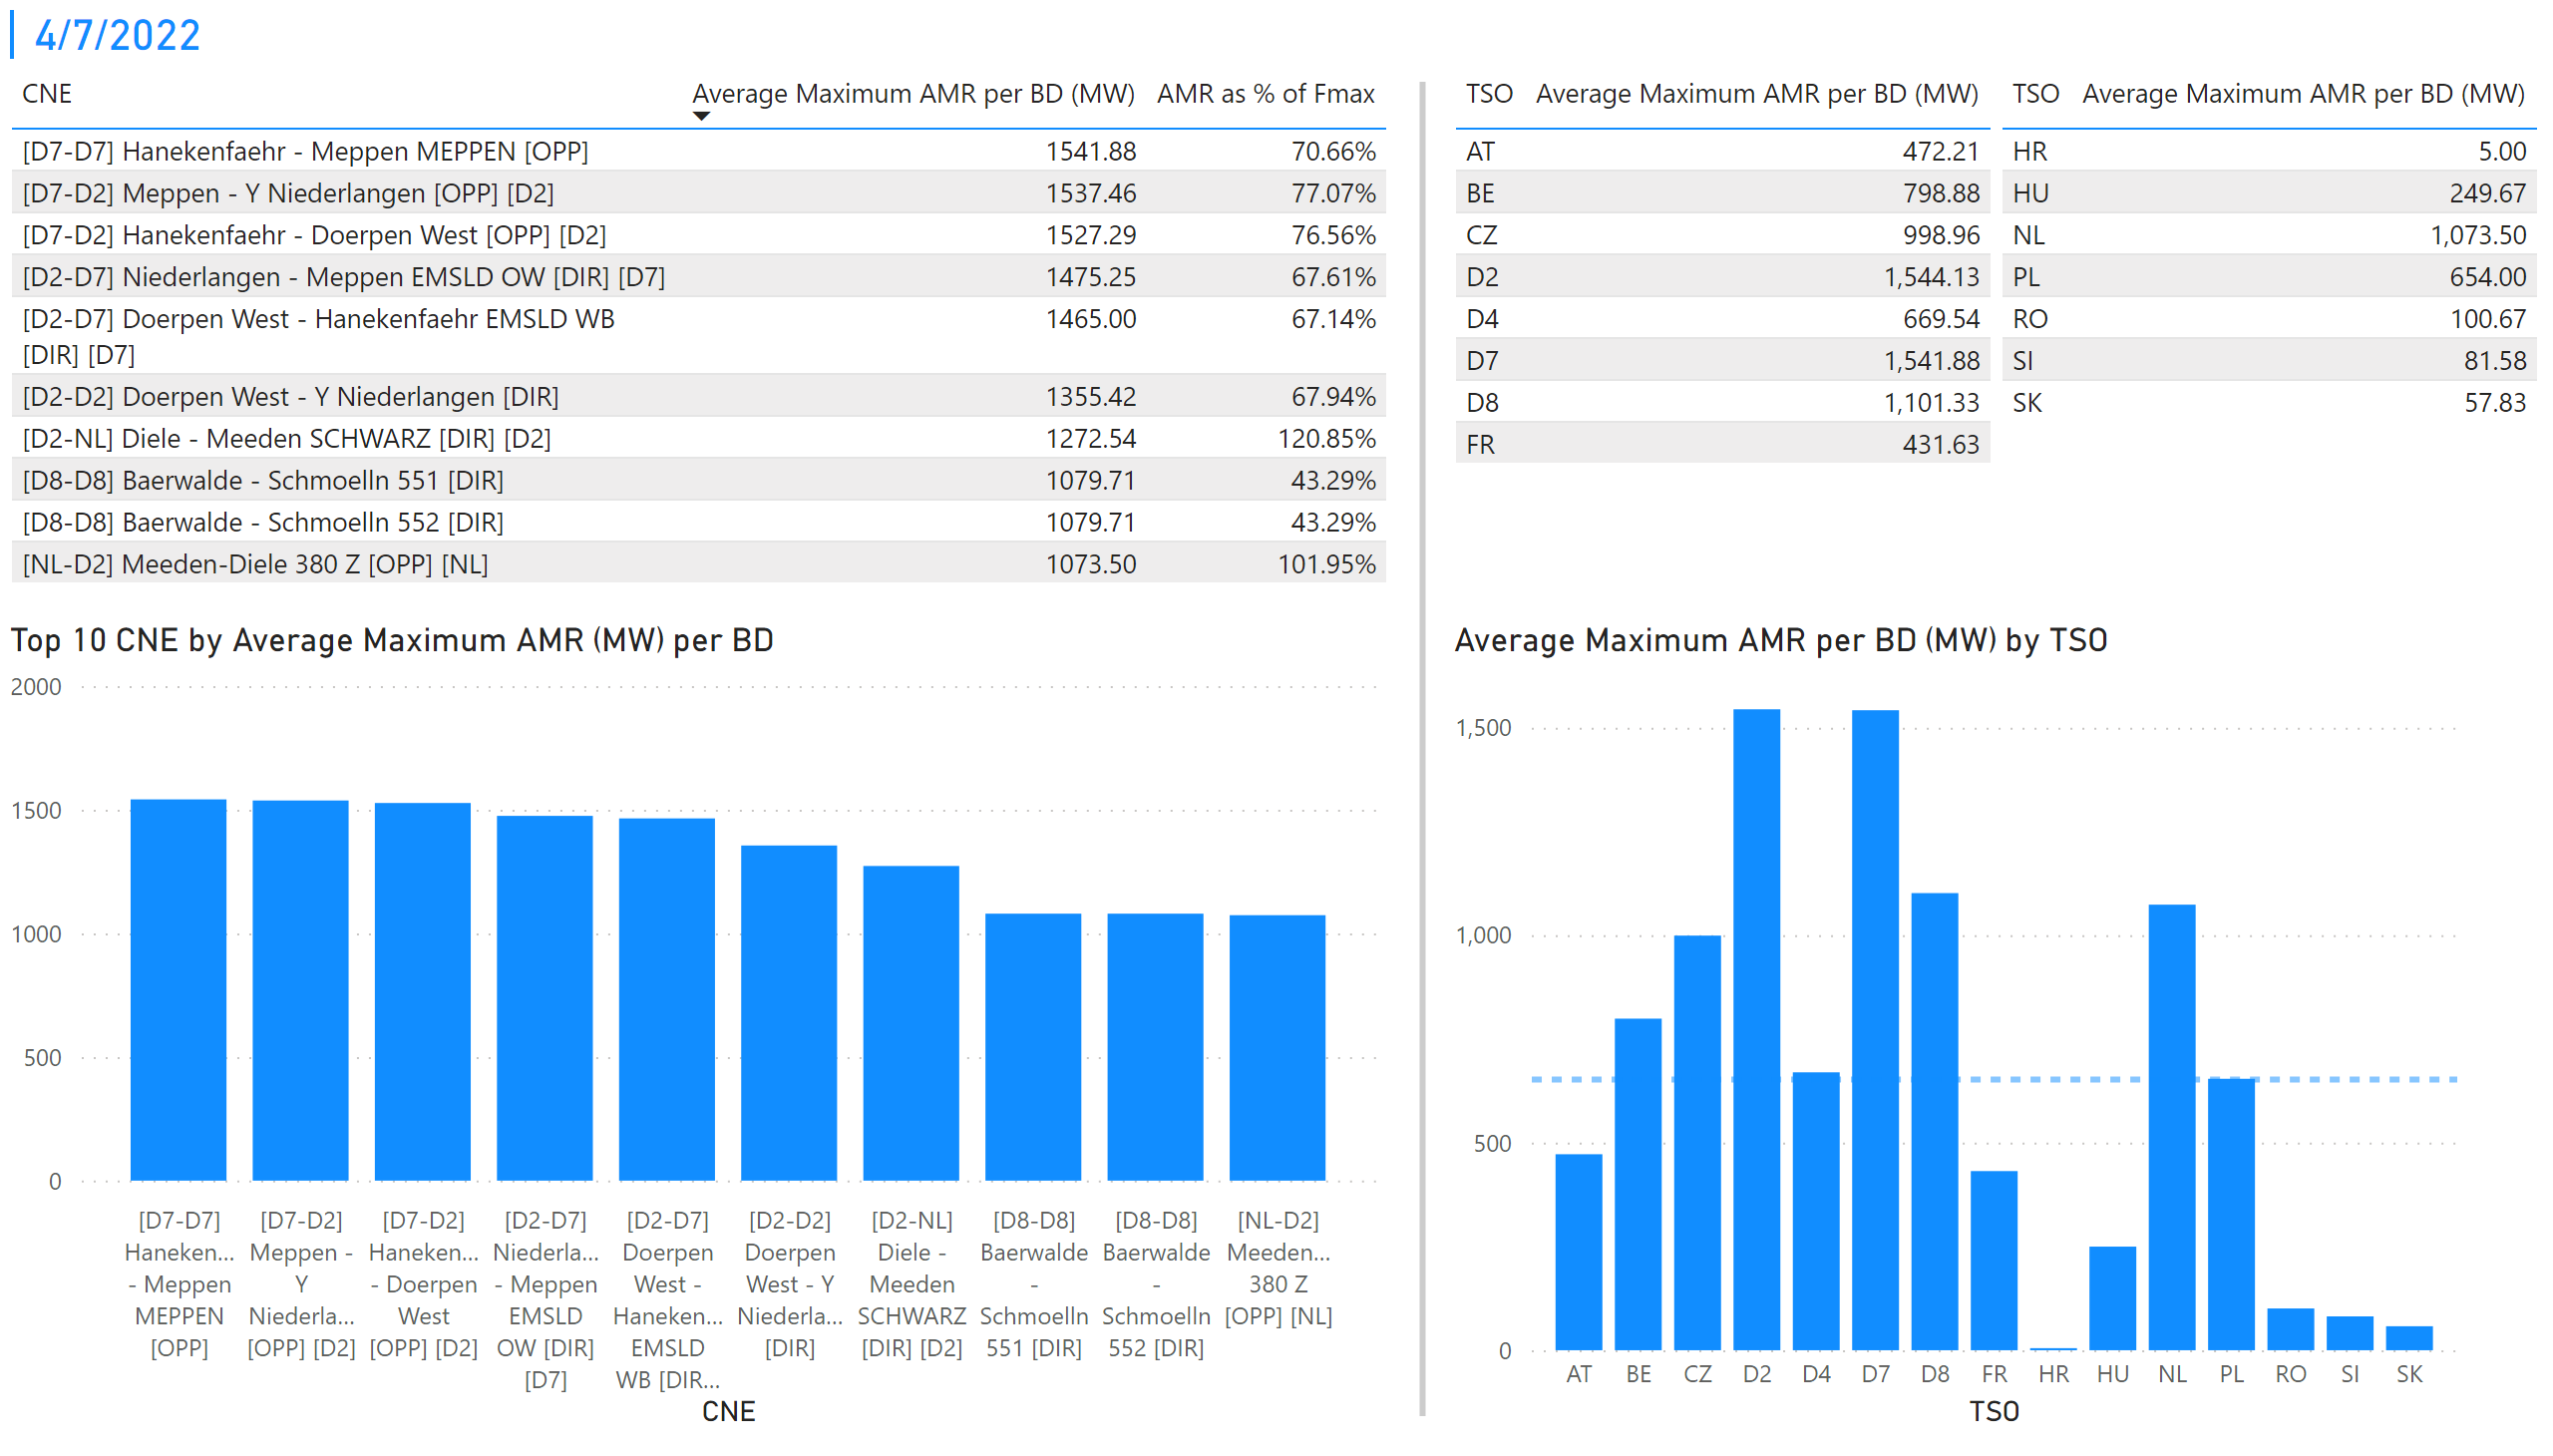 4/7/2022
CNE Average Maximum AMR per BD (MW) AMR as % of Fmax
[D7-D7] Hanekenfaehr - Meppen MEPPEN [OPP] 1541.88 70.66%
[D7-D2] Meppen - Y Niederlangen [OPP] [D2] 1537.46 77.07%
[D7-D2] Hanekenfaehr - Doerpen West [OPP] [D2] 1527.29 76.56%
[D2-D7] Niederlangen - Meppen EMSLD OW [DIR] [D7] 1475.25 67.61%
[D2-D7] Doerpen West - Hanekenfaehr EMSLD WB 1465.00 67.14%
[DIR] [D7]
[D2-D2] Doerpen West - Y Niederlangen [DIR] 1355.42 67.94%
[D2-NL] Diele - Meeden SCHWARZ [DIR] [D2] 1272.54 120.85%
[D8-D8] Baerwalde - Schmoelln 551 [DIR] 1079.71 43.29%
[D8-D8] Baerwalde - Schmoelln 552 [DIR] 1079.71 43.29%
[NL-D2] Meeden-Diele 380 Z [OPP] [NL] 1073.50 101.95%
TSO Average Maximum AMR per BD (MW)
AT 472.21
BE 798.88
CZ 998.96
D2 1,544.13
D4 669.54
D7 1,541.88
D8 1,101.33
FR 431.63
TSO Average Maximum AMR per BD (MW)
HR 5.00
HU 249.67
NL 1,073.50
PL 654.00
RO 100.67
SI 81.58
SK 57.83
Top 10 CNE by Average Maximum AMR (MW) per BD
2000
1500
1000
500
0
[D7-D7]
Haneken...
- Meppen
MEPPEN
[OPP]
[D7-D2]
Meppen -
Y
Niederla...
[OPP] [D2]
[D7-D2]
Haneken...
- Doerpen
West
[OPP] [D2]
[D2-D7]
Niederla...
- Meppen
EMSLD
OW [DIR]
[D7]
[D2-D7]
Doerpen
West -
Haneken...
EMSLD
WB [DIR...
[D2-D2]
Doerpen
West - Y
Niederla...
[DIR]
[D2-NL]
Diele -
Meeden
SCHWARZ
[DIR] [D2]
[D8-D8]
Baerwalde
-
Schmoelln
551 [DIR]
[D8-D8]
Baerwalde
-
Schmoelln
552 [DIR]
[NL-D2]
Meeden...
380 Z
[OPP] [NL]
CNE
Average Maximum AMR per BD (MW) by TSO
1,500
1,000
500
0
AT BE CZ D2 D4 D7 D8 FR HR HU NL PL RO SI SK
TSO